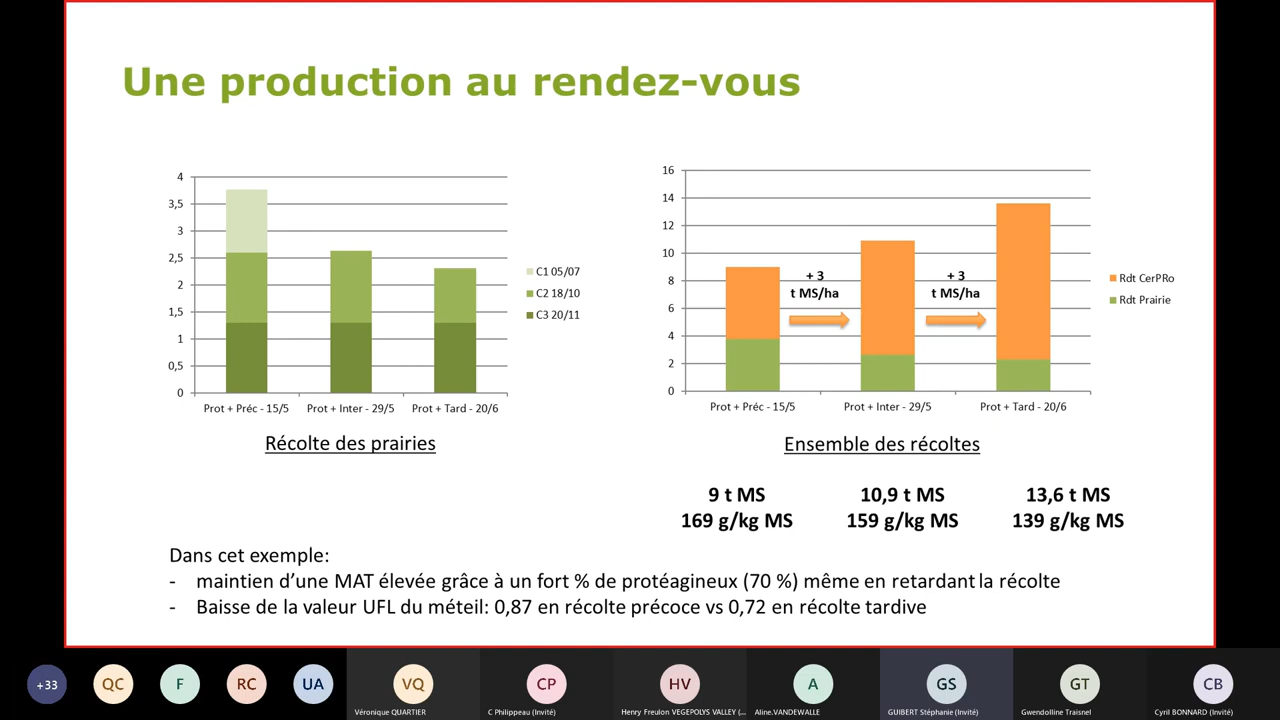 Une production au rendez-vous
4
3,5
3
2,5
2
1,5
1
0,5
0
Prot + Préc - 15/5
Prot + Inter - 29/5
Prot + Tard - 20/6
C1 05/07
C2 18/10
C3 20/11
Récolte des prairies
16
14
12
10
8
6
4
2
0
+ 3
t MS/ha
+ 3
t MS/ha
Prot + Préc - 15/5
Prot + Inter - 29/5
Prot + Tard - 20/6
Rdt CerPRo
Rdt Prairie
Ensemble des récoltes
9 t MS
169 g/kg MS
10,9 t MS
159 g/kg MS
13,6 t MS
139 g/kg MS
Dans cet exemple:
- maintien d’une MAT élevée grâce à un fort % de protéagineux (70 %) même en retardant la récolte
- Baisse de la valeur UFL du méteil: 0,87 en récolte précoce vs 0,72 en récolte tardive
+33
QC
F
RC
UA
VQ
Véronique QUARTIER
CP
C Philippeau (Invité)
HV
Henry Freulon VEGEPOLYS VALLEY (...
A
Aline.VANDEWALLE
GS
GUIBERT Stéphanie (Invité)
GT
Gwendolline Traisnel
CB
Cyril BONNARD (Invité)